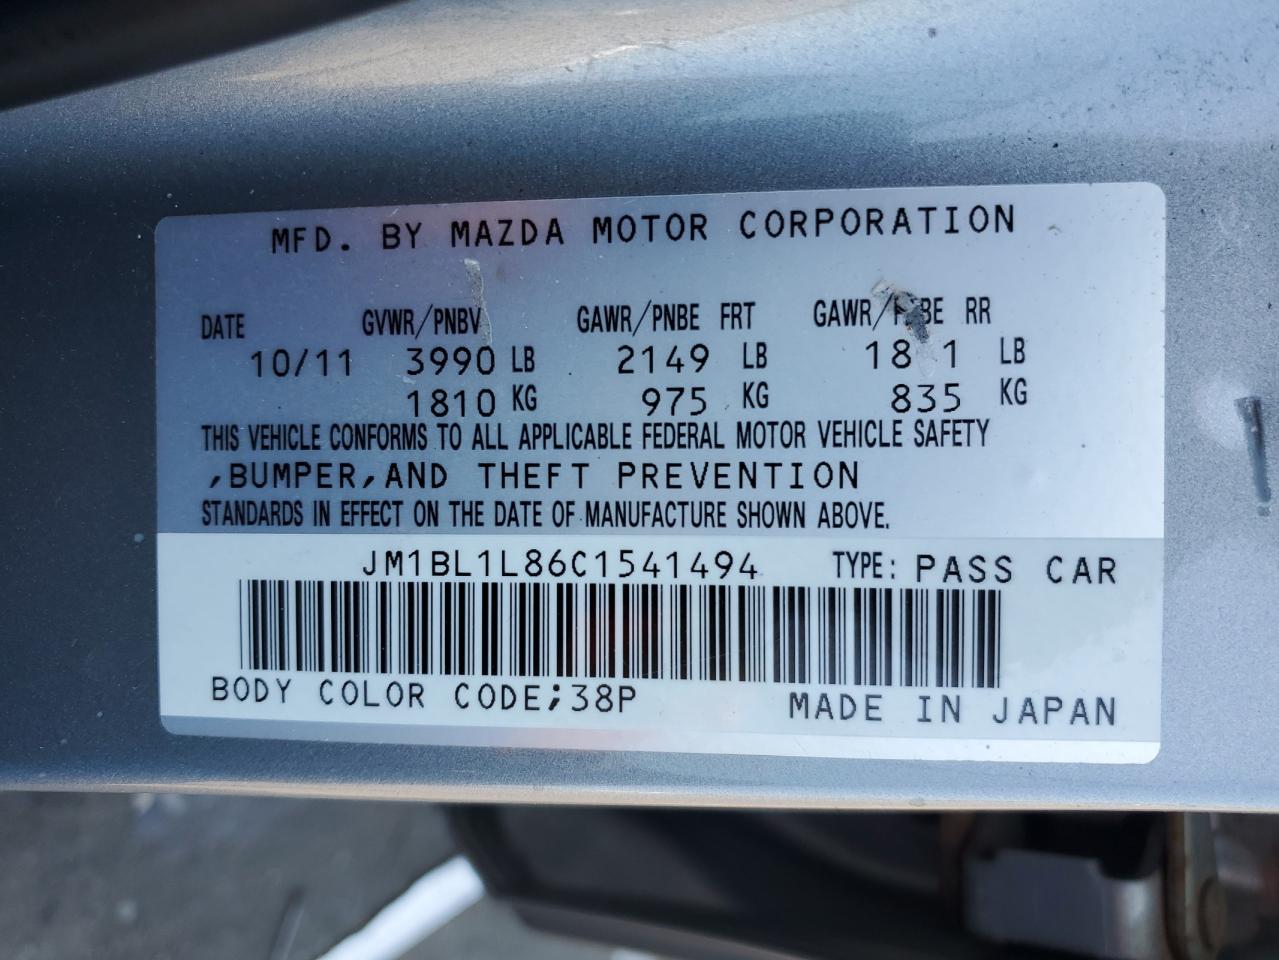 MFD. BY MAZDA MOTOR CORPORATION
DATE GVWR/PNBV GAWR/PNBE FRT GAWR/P BE RR
10/11 3990 LB 2149 LB 18 1 LB
1810 KG 975 KG 835 KG
THIS VEHICLE CONFORMS TO ALL APPLICABLE FEDERAL MOTOR VEHICLE SAFETY
,BUMPER,AND THEFT PREVENTION
STANDARDS IN EFFECT ON THE DATE OF MANUFACTURE SHOWN ABOVE.
JM1BL1L86C1541494 TYPE: PASS CAR
BODY COLOR CODE;38P MADE IN JAPAN